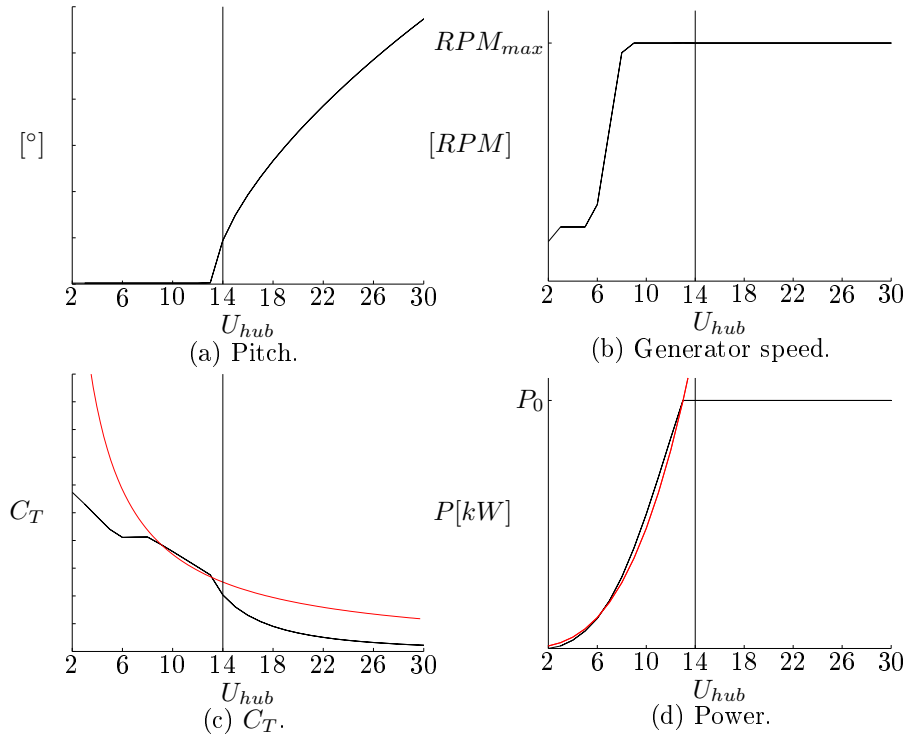 [°]
2 6 10 14 18 22 26 30
U_hub
(a) Pitch.
RPM_max
[RPM]
2 6 10 14 18 22 26 30
U_hub
(b) Generator speed.
C_T
2 6 10 14 18 22 26 30
U_hub
(c) C_T.
P_0
P[kW]
2 6 10 14 18 22 26 30
U_hub
(d) Power.